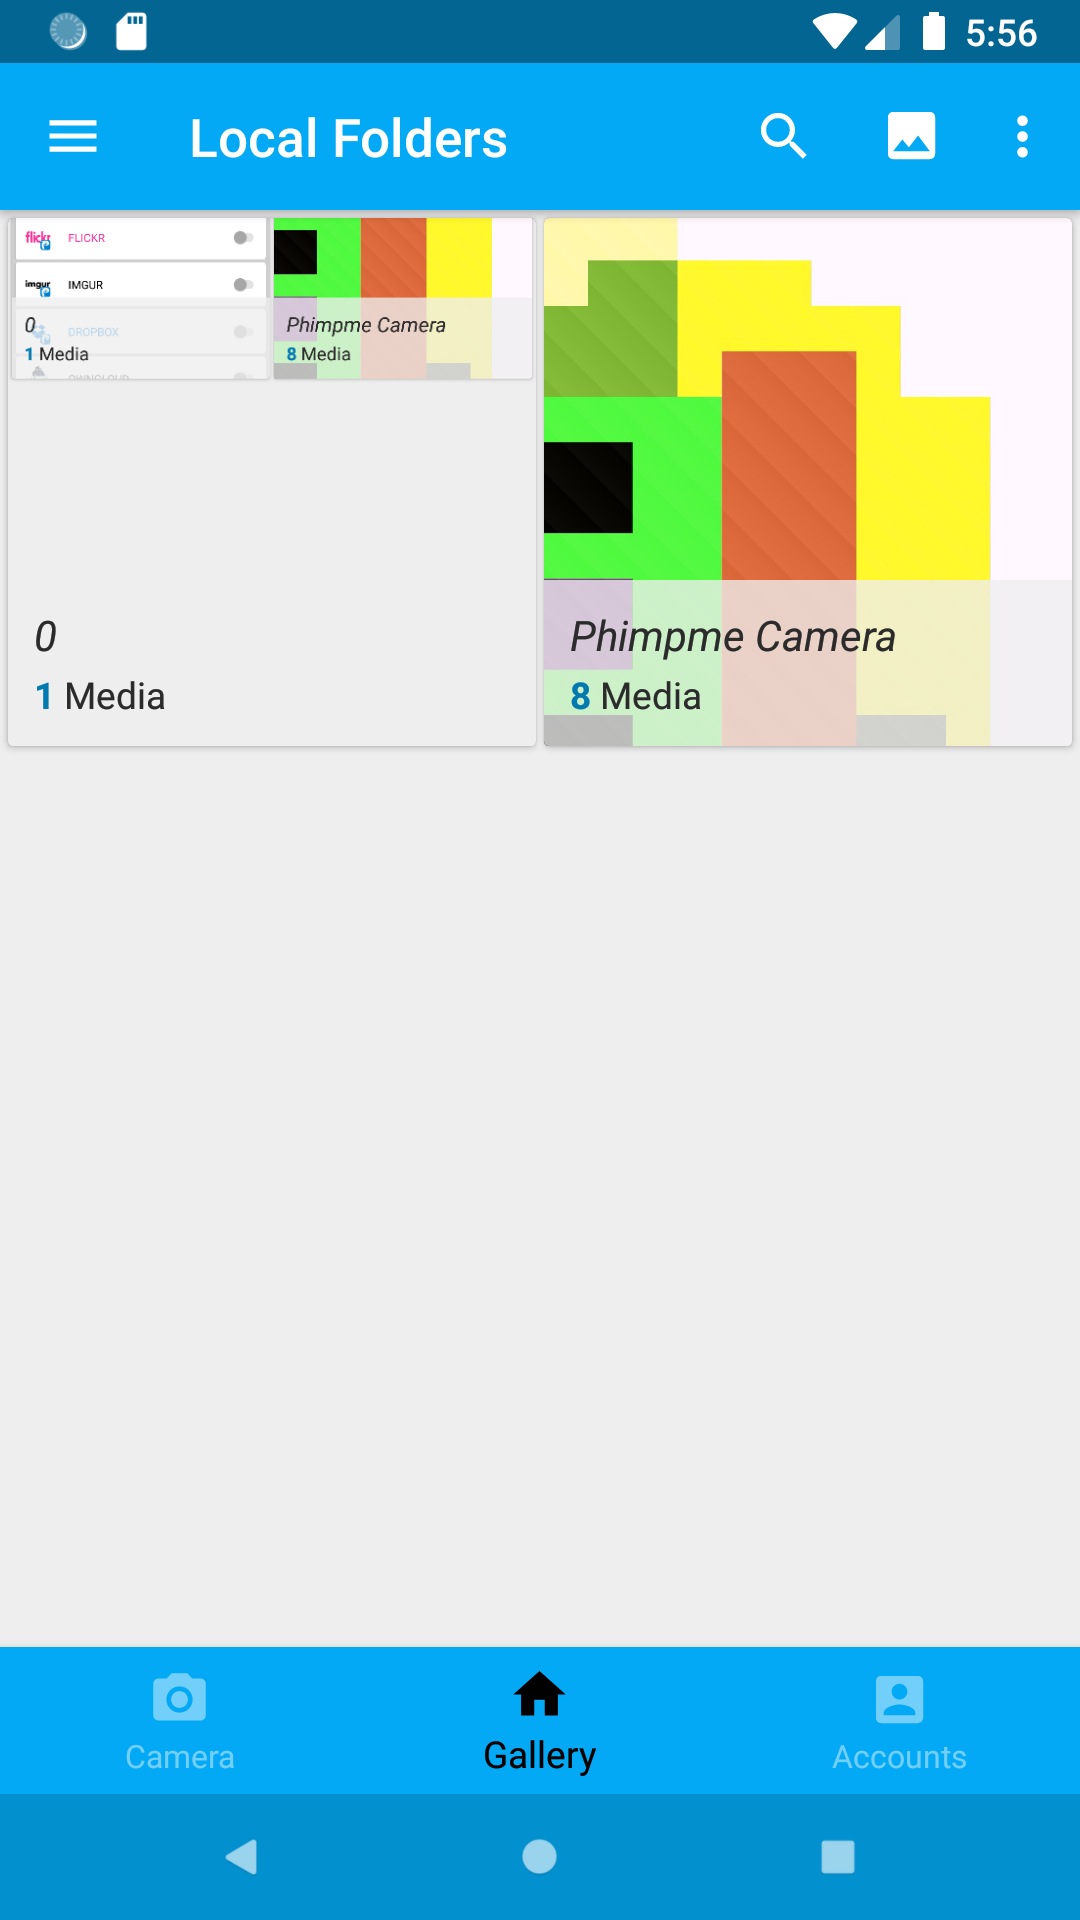 5:56
Local Folders
flickr FLICKR
imgur IMGUR
DROPBOX
0
1 Media
OWNCLOUD
Phimpme Camera
8 Media
0
1 Media
Phimpme Camera
8 Media
Camera
Gallery
Accounts